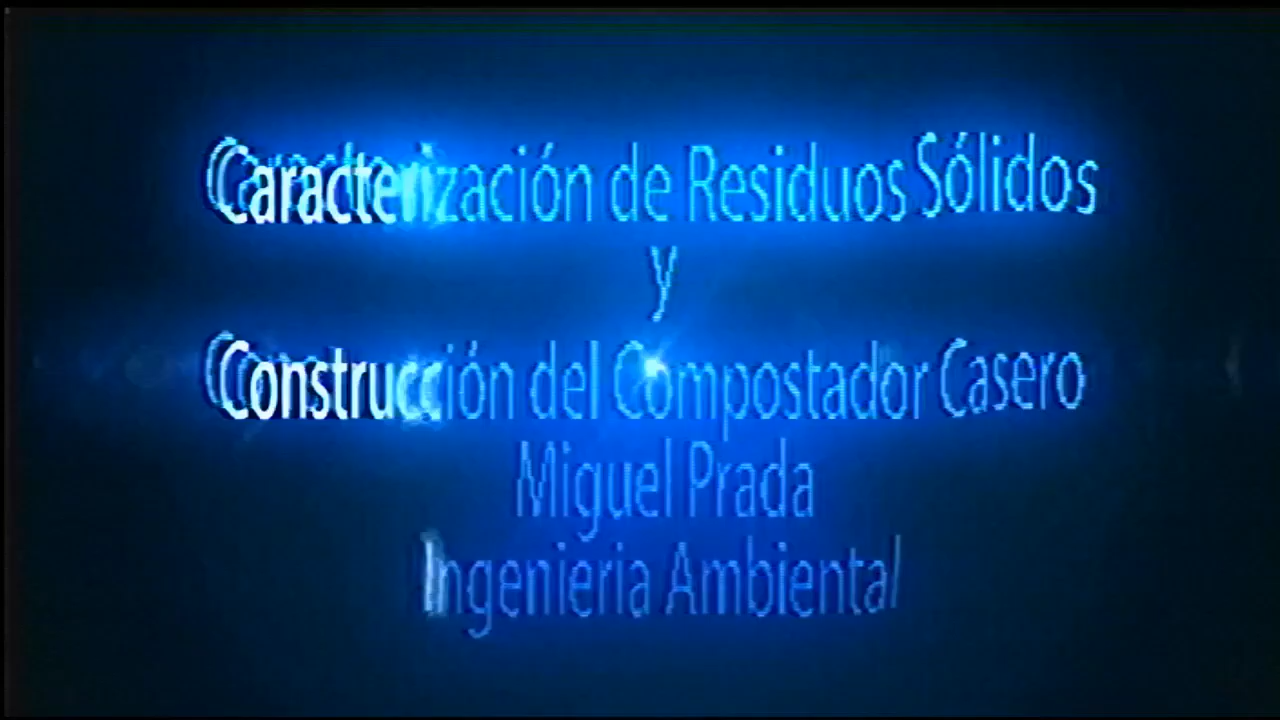 Caracterización de Residuos Sólidos
y
Construcción del Compostador Casero
Miguel Prada
Ingenieria Ambiental